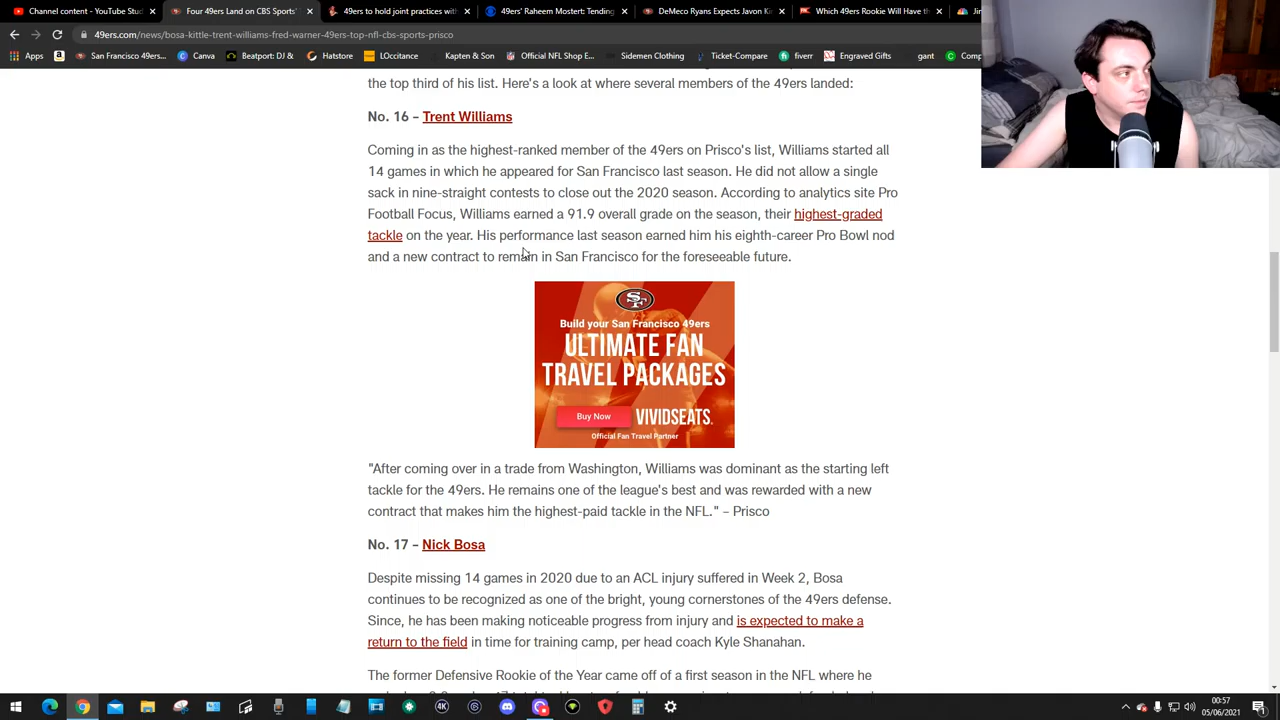 Content - YouTube Stud
Four 49ers Land on CBS Sports'
49ers to hold joint practices with
49ers' Raheem Mostert: Tending
DeMeco Ryans Expects Javon Kin
Which 49ers Rookie Will Have th
Jin
49ers.com/news/bosa-kittle-trent-williams-fred-warner-49ers-top-nfl-cbs-sports-prisco
Apps
San Francisco 49ers...
Canva
Beatport: DJ &
Hatstore
LOccitance
Kapten & Son
Official NFL Shop E...
Sidemen Clothing
Ticket-Compare
fiverr
Engraved Gifts
gant
Comp
the top third of his list. Here's a look at where several members of the 49ers landed:
No. 16 – Trent Williams
Coming in as the highest-ranked member of the 49ers on Prisco's list, Williams started all
14 games in which he appeared for San Francisco last season. He did not allow a single
sack in nine-straight contests to close out the 2020 season. According to analytics site Pro
Football Focus, Williams earned a 91.9 overall grade on the season, their highest-graded
tackle on the year. His performance last season earned him his eighth-career Pro Bowl nod
and a new contract to remain in San Francisco for the foreseeable future.
SF
Build your San Francisco 49ers
ULTIMATE FAN
TRAVEL PACKAGES
Buy Now
VIVIDSEATS.
Official Fan Travel Partner
"After coming over in a trade from Washington, Williams was dominant as the starting left
tackle for the 49ers. He remains one of the league's best and was rewarded with a new
contract that makes him the highest-paid tackle in the NFL." – Prisco
No. 17 – Nick Bosa
Despite missing 14 games in 2020 due to an ACL injury suffered in Week 2, Bosa
continues to be recognized as one of the bright, young cornerstones of the 49ers defense.
Since, he has been making noticeable progress from injury and is expected to make a
return to the field in time for training camp, per head coach Kyle Shanahan.
The former Defensive Rookie of the Year came off of a first season in the NFL where he
4K
00:57
05/06/2021